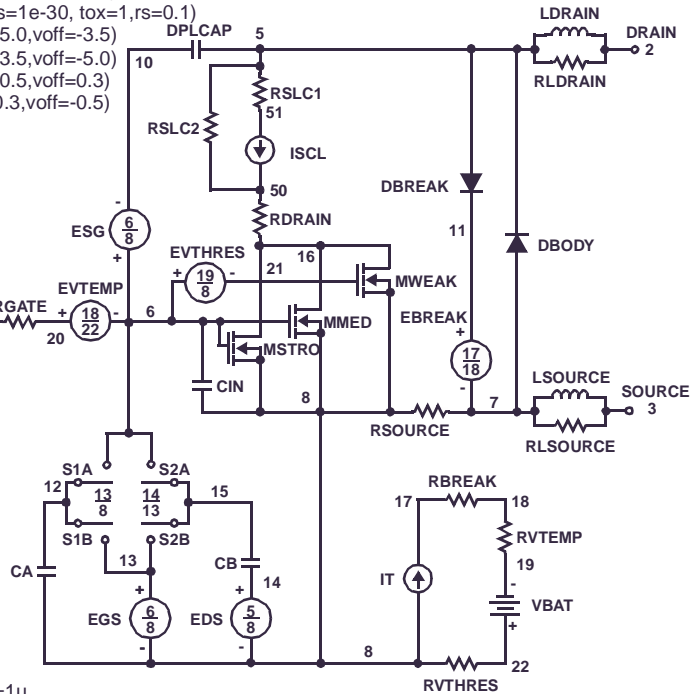 s=1e-30, tox=1,rs=0.1)
5.0,voff=-3.5)
3.5,voff=-5.0)
0.5,voff=0.3)
0.3,voff=-0.5)
DPLCAP
5
10
LDRAIN
DRAIN
2
RLDRAIN
RSLC1
51
RSLC2
ISCL
50
RDRAIN
DBREAK
11
DBODY
ESG
6
8
-
+
EVTHRES
+
19
8
-
16
21
MWEAK
RGATE
EVTEMP
+
18
22
-
20
6
MMED
MSTRO
EBREAK
+
17
18
-
CIN
8
RSOURCE
7
LSOURCE
SOURCE
3
RLSOURCE
S1A
S2A
12
13
8
14
13
15
S1B
S2B
13
CA
CB
14
+
+
EGS
6
8
EDS
5
8
-
-
RBREAK
17
18
RVTEMP
19
IT
-
VBAT
+
8
22
RVTHRES
-1u